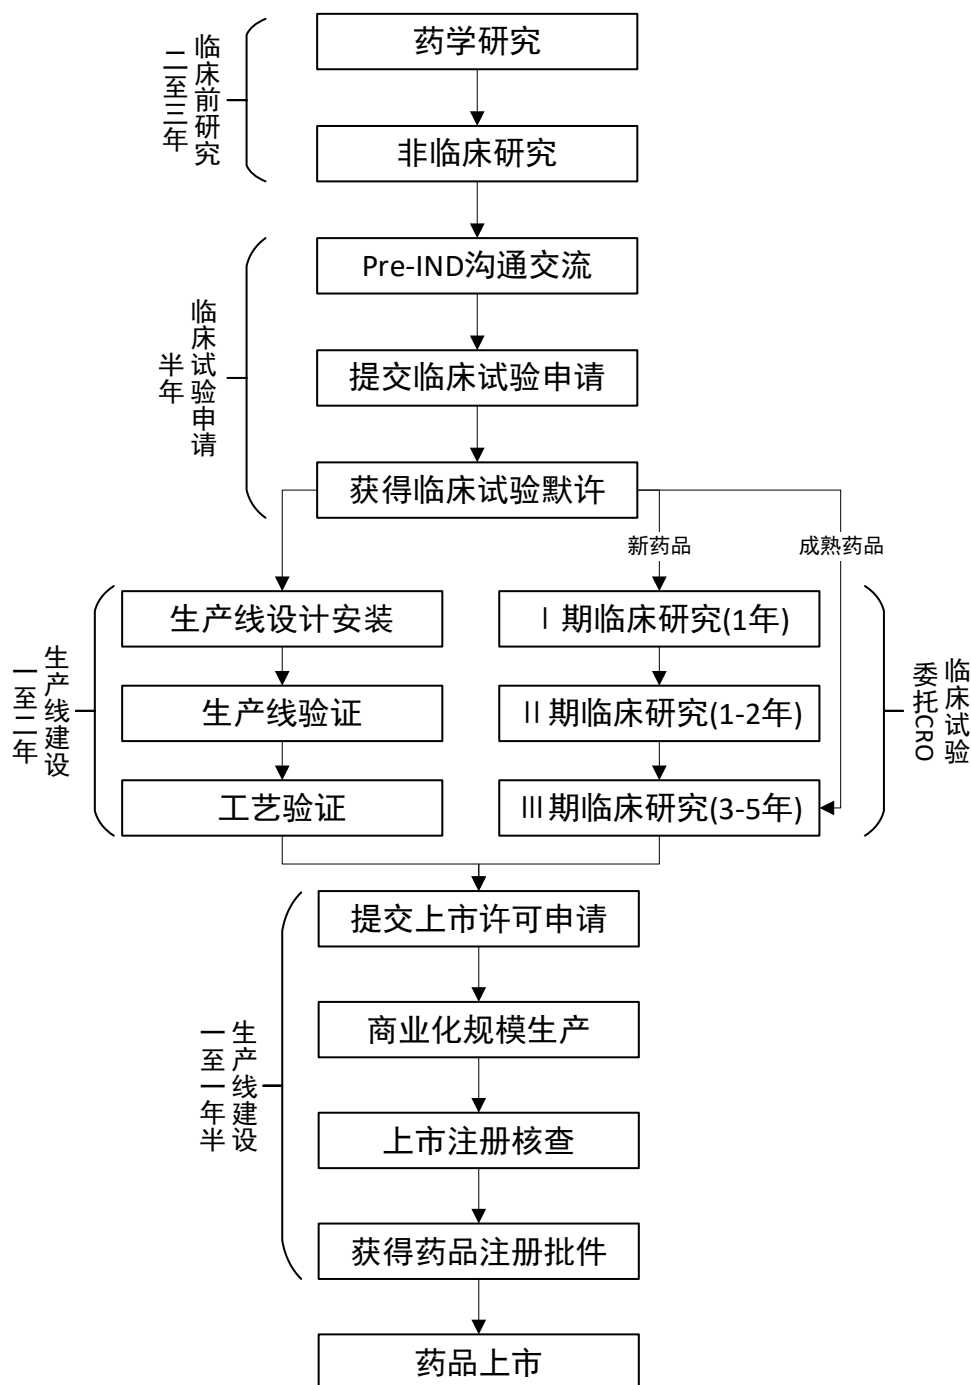 药学研究
临床前研究
二至三年
非临床研究
Pre-IND沟通交流
临床试验申请
半年
提交临床试验申请
获得临床试验默许
新药品
成熟药品
生产线设计安装
Ⅰ期临床研究(1年)
生产线建设
一至二年
生产线验证
Ⅱ期临床研究(1-2年)
临床试验
委托CRO
工艺验证
Ⅲ期临床研究(3-5年)
提交上市许可申请
商业化规模生产
生产线建设
一至一年半
上市注册核查
获得药品注册批件
药品上市